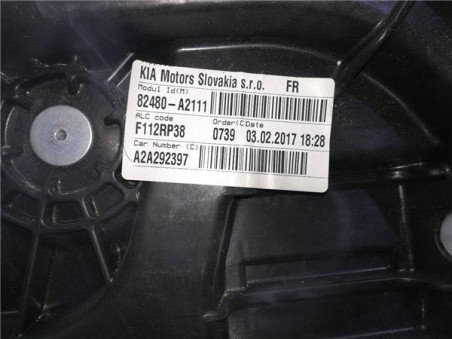 KIA Motors Slovakia s.r.o. FR
Modul Id(M)
82480-A2111
ALC code Order(C)Date
F112RP38 0739 03.02.2017 18:28
Car Number (C)
A2A292397